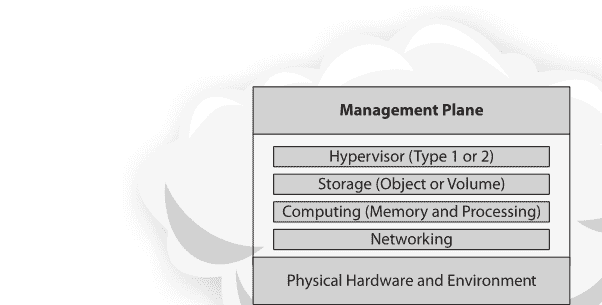 Management Plane
Hypervisor (Type 1 or 2)
Storage (Object or Volume)
Computing (Memory and Processing)
Networking
Physical Hardware and Environment